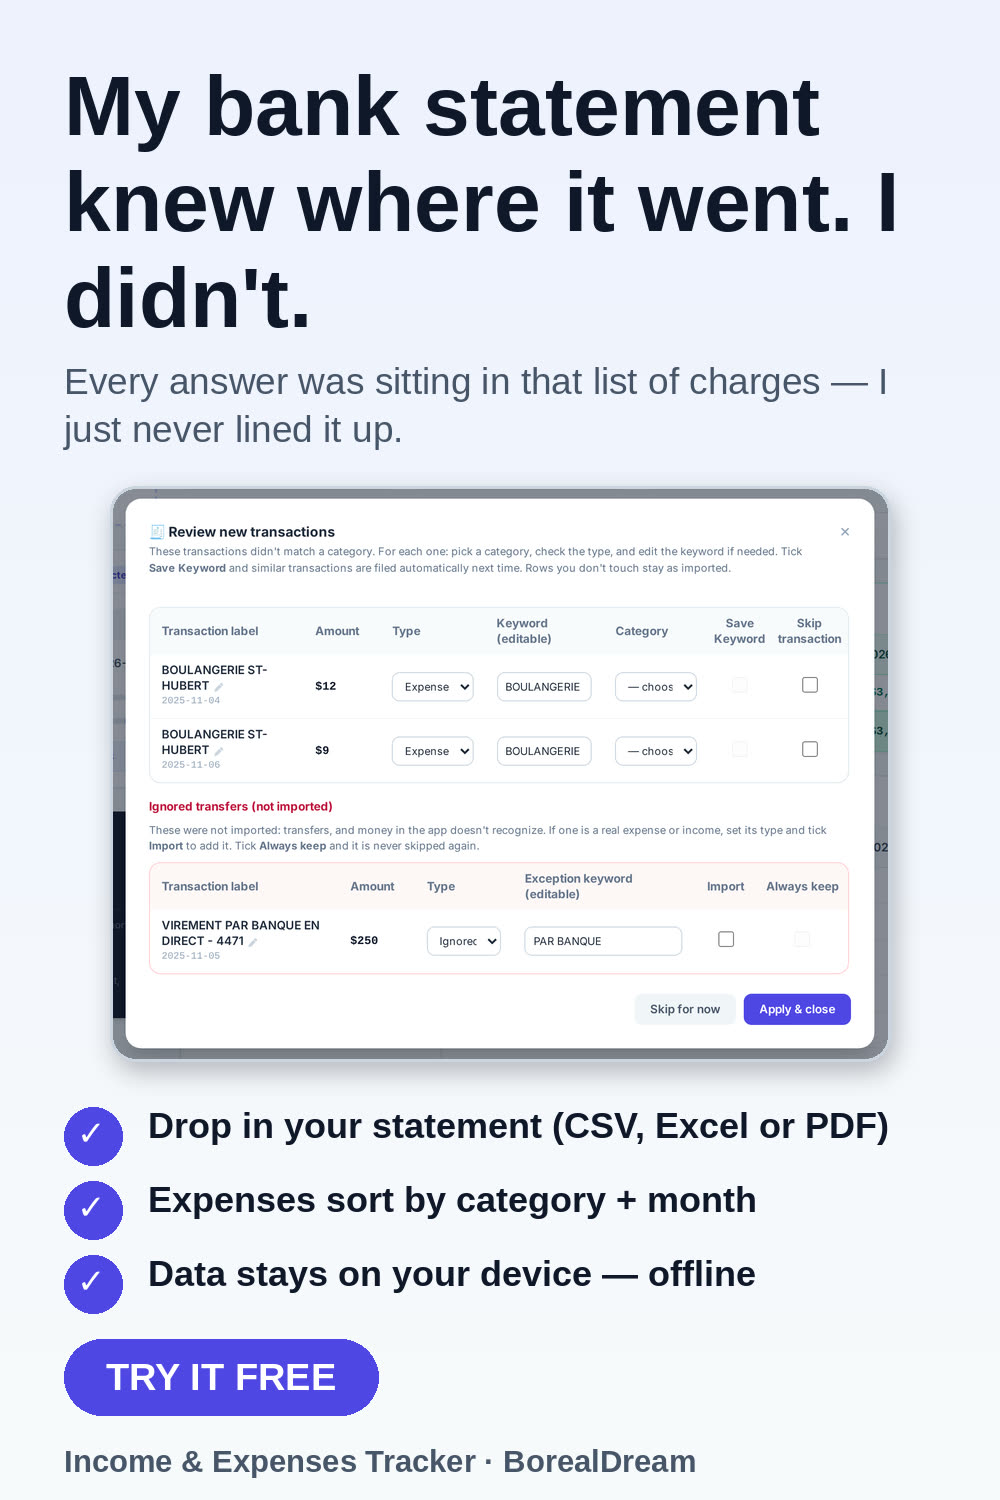 My bank statement
knew where it went. I
didn't.
Every answer was sitting in that list of charges — I
just never lined it up.
🧾 Review new transactions
×
These transactions didn't match a category. For each one: pick a category, check the type, and edit the keyword if needed. Tick
Save Keyword and similar transactions are filed automatically next time. Rows you don't touch stay as imported.
Transaction label Amount Type Keyword (editable) Category Save Keyword Skip transaction
BOULANGERIE ST-
HUBERT
2025-11-04
$12 Expense BOULANGERIE — choos
BOULANGERIE ST-
HUBERT
2025-11-06
$9 Expense BOULANGERIE — choos
Ignored transfers (not imported)
These were not imported: transfers, and money in the app doesn't recognize. If one is a real expense or income, set its type and tick
Import to add it. Tick Always keep and it is never skipped again.
Transaction label Amount Type Exception keyword (editable) Import Always keep
VIREMENT PAR BANQUE EN
DIRECT - 4471
2025-11-05
$250 Ignored PAR BANQUE
Skip for now Apply & close
✓ Drop in your statement (CSV, Excel or PDF)
✓ Expenses sort by category + month
✓ Data stays on your device — offline
TRY IT FREE
Income & Expenses Tracker · BorealDream